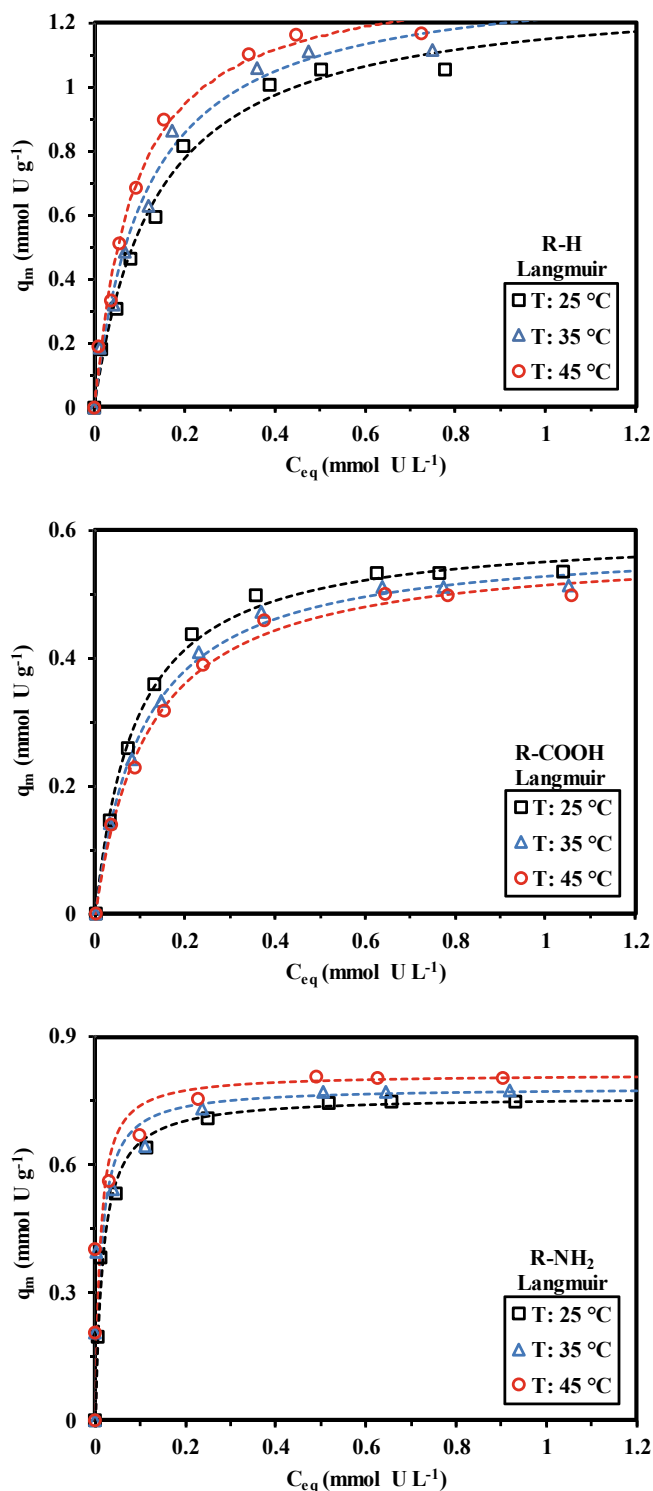 1.2
1
0.8
0.6
0.4
0.2
0
q_m (mmol U g⁻¹)
R-H
Langmuir
T: 25 °C
T: 35 °C
T: 45 °C
0 0.2 0.4 0.6 0.8 1 1.2
C_eq (mmol U L⁻¹)
0.6
0.4
0.2
0
q_m (mmol U g⁻¹)
R-COOH
Langmuir
T: 25 °C
T: 35 °C
T: 45 °C
0 0.2 0.4 0.6 0.8 1 1.2
C_eq (mmol U L⁻¹)
0.9
0.6
0.3
0
q_m (mmol U g⁻¹)
R-NH₂
Langmuir
T: 25 °C
T: 35 °C
T: 45 °C
0 0.2 0.4 0.6 0.8 1 1.2
C_eq (mmol U L⁻¹)